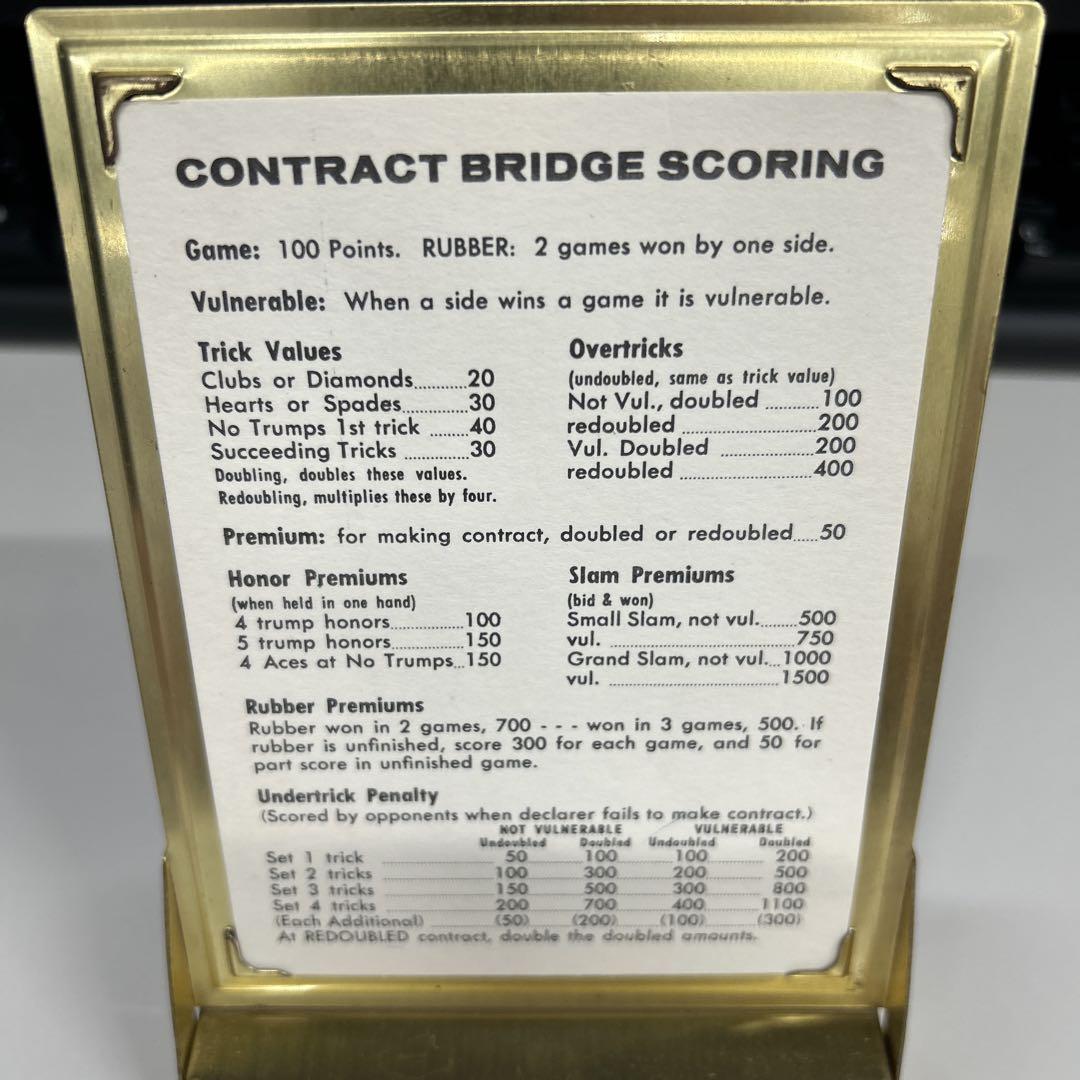 CONTRACT BRIDGE SCORING
Game: 100 Points. RUBBER: 2 games won by one side.
Vulnerable: When a side wins a game it is vulnerable.
Trick Values
Clubs or Diamonds..........20
Hearts or Spades.............30
No Trumps 1st trick ........40
Succeeding Tricks .............30
Doubling, doubles these values.
Redoubling, multiplies these by four.
Overtricks
(undoubled, same as trick value)
Not Vul., doubled ...........100
redoubled ...........................200
Vul. Doubled ...................200
redoubled ...........................400
Premium: for making contract, doubled or redoubled.....50
Honor Premiums
(when held in one hand)
4 trump honors...............100
5 trump honors...............150
4 Aces at No Trumps...150
Slam Premiums
(bid & won)
Small Slam, not vul.........500
vul. .......................................750
Grand Slam, not vul...1000
vul. ....................................1500
Rubber Premiums
Rubber won in 2 games, 700 - - - won in 3 games, 500. If
rubber is unfinished, score 300 for each game, and 50 for
part score in unfinished game.
Undertrick Penalty
(Scored by opponents when declarer fails to make contract.)
NOT VULNERABLE VULNERABLE
Undoubled Doubled Undoubled Doubled
Set 1 trick 50 100 100 200
Set 2 tricks 100 300 200 500
Set 3 tricks 150 500 300 800
Set 4 tricks 200 700 400 1100
(Each Additional) (50) (200) (100) (300)
At REDOUBLED contract, double the doubled amounts.